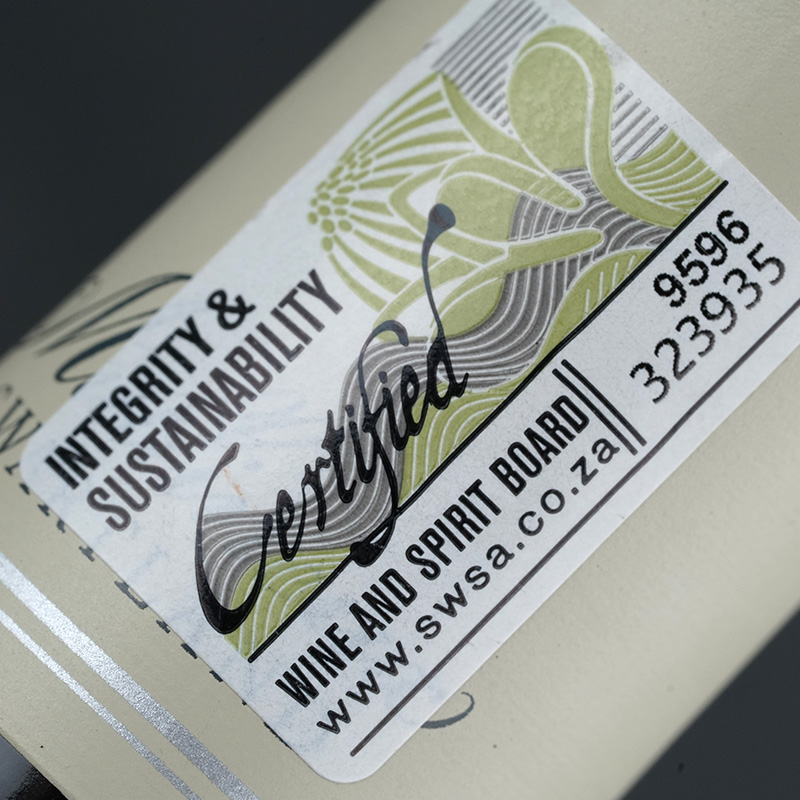 INTEGRITY &
SUSTAINABILITY
Certified
WINE AND SPIRIT BOARD
www.swsa.co.za
9596
323935